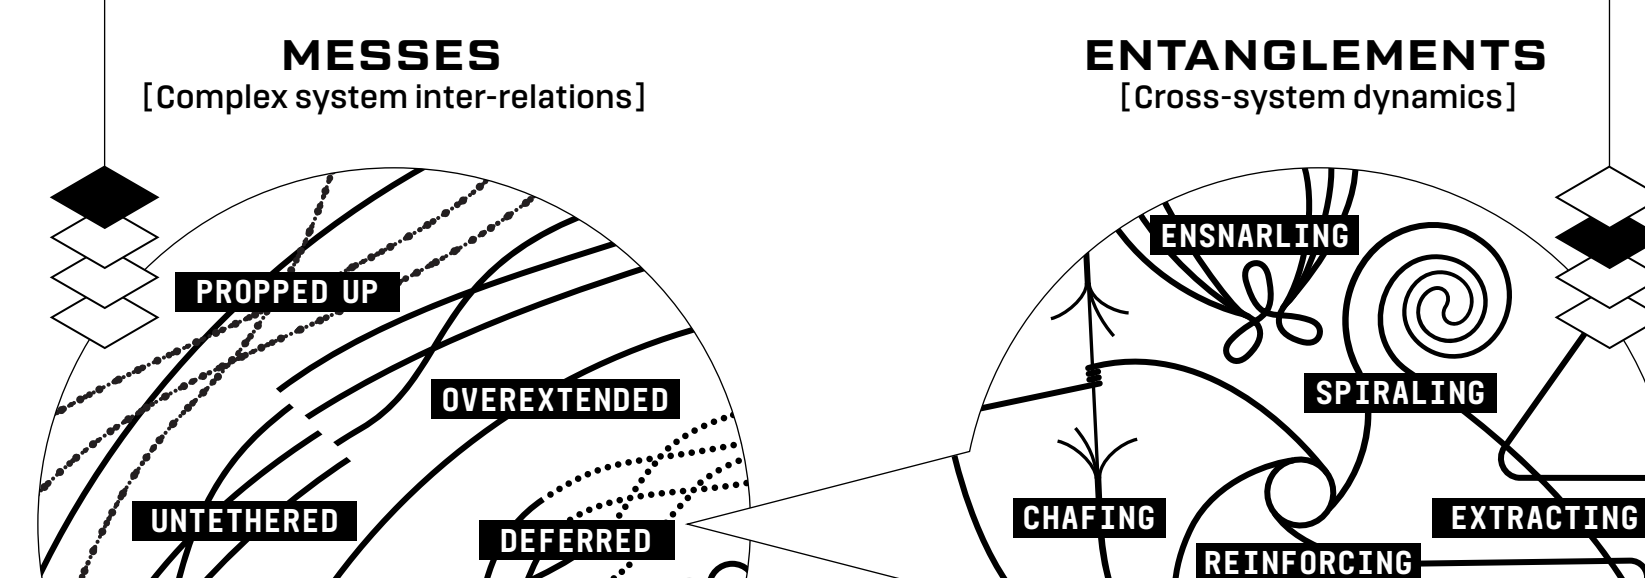 MESSES
[Complex system inter-relations]
PROPPED UP
OVEREXTENDED
UNTETHERED
DEFERRED
ENTANGLEMENTS
[Cross-system dynamics]
ENSNARLING
SPIRALING
CHAFING
EXTRACTING
REINFORCING